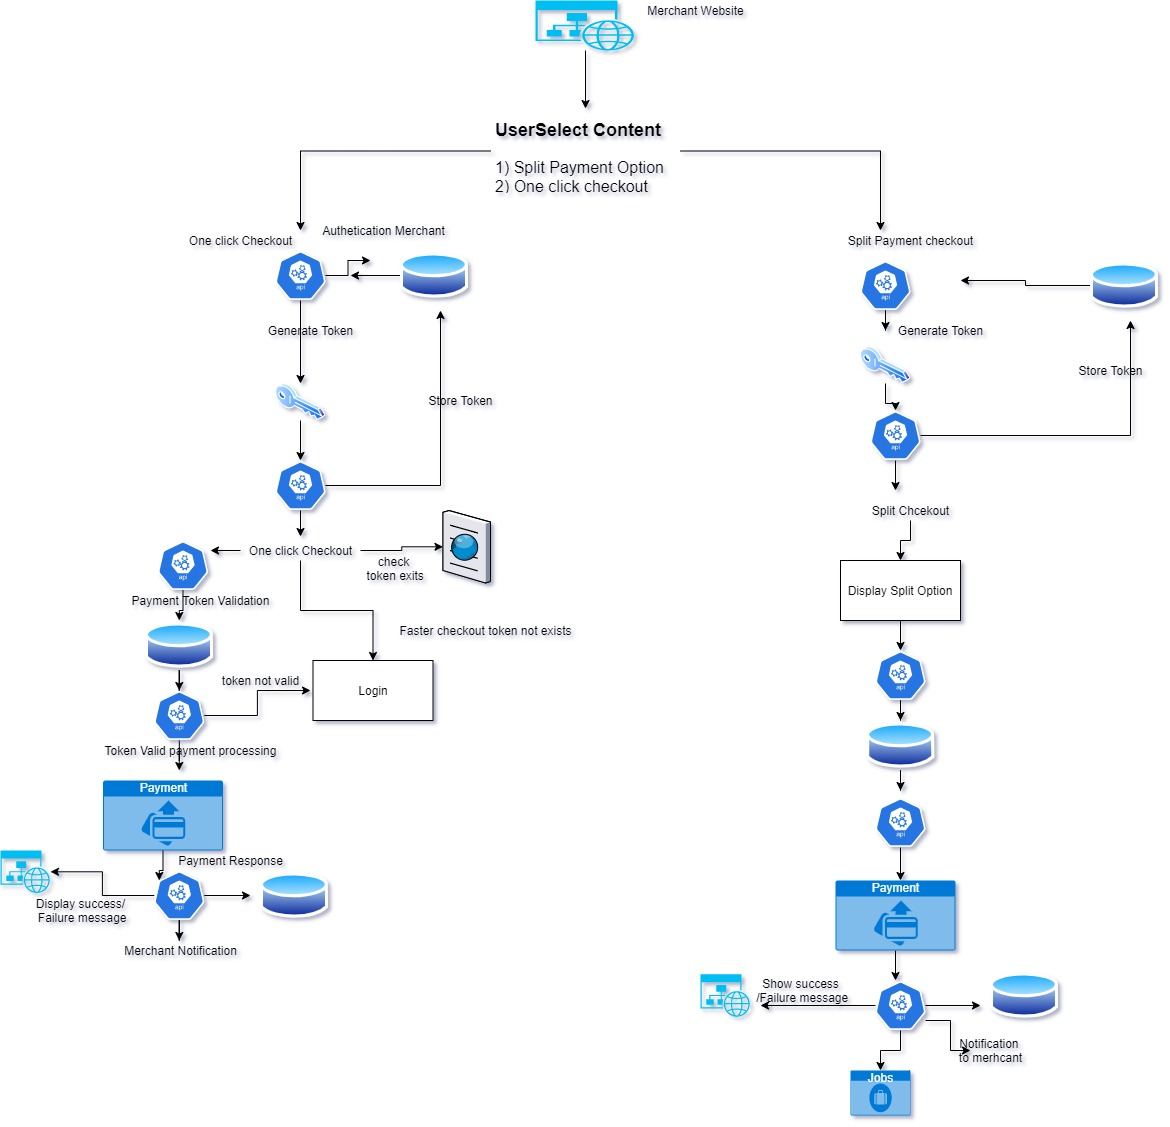 Merchant Website
UserSelect Content
1) Split Payment Option
2) One click checkout
One click Checkout
Authetication Merchant
api
Generate Token
Store Token
api
One click Checkout
check
token exits
api
Payment Token Validation
Faster checkout token not exists
token not valid
Login
api
Token Valid payment processing
Payment
Payment Response
api
Display success/
Failure message
Merchant Notification
Split Payment checkout
api
Generate Token
Store Token
api
Split Chcekout
Display Split Option
api
api
Payment
Show success
/Failure message
api
Notification
to merhcant
Jobs